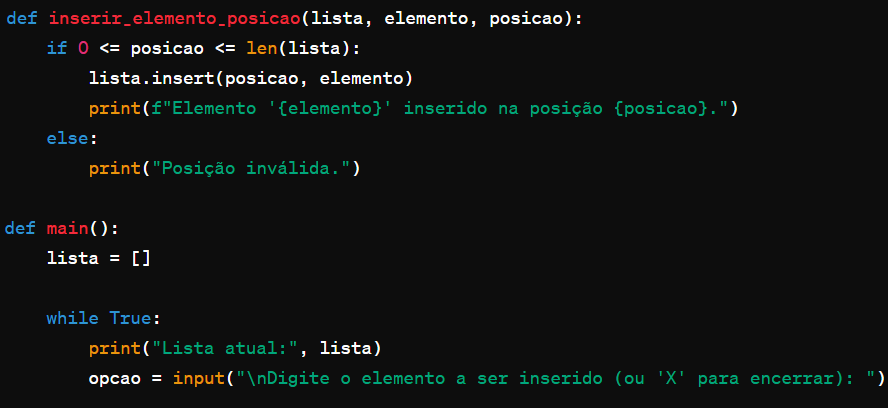 def inserir_elemento_posicao(lista, elemento, posicao):
    if 0 <= posicao <= len(lista):
        lista.insert(posicao, elemento)
        print(f"Elemento '{elemento}' inserido na posição {posicao}.")
    else:
        print("Posição inválida.")

def main():
    lista = []

    while True:
        print("Lista atual:", lista)
        opcao = input("\nDigite o elemento a ser inserido (ou 'X' para encerrar): ")